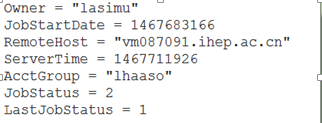 Owner = "lasimu"
JobStartDate = 1467683166
RemoteHost = "vm087091.ihep.ac.cn"
ServerTime = 1467711926
AcctGroup = "lhaaso"
JobStatus = 2
LastJobStatus = 1